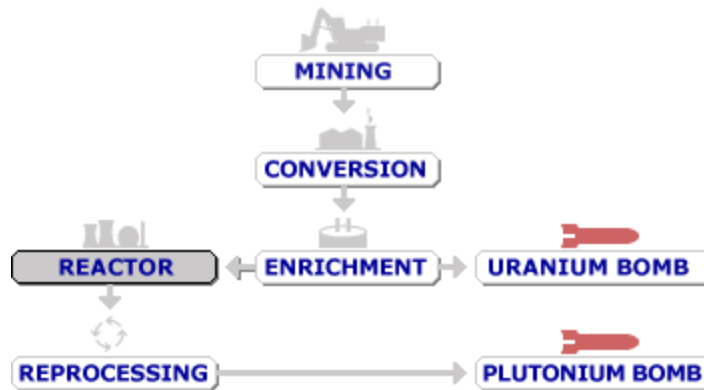 MINING
CONVERSION
REACTOR
ENRICHMENT
URANIUM BOMB
REPROCESSING
PLUTONIUM BOMB